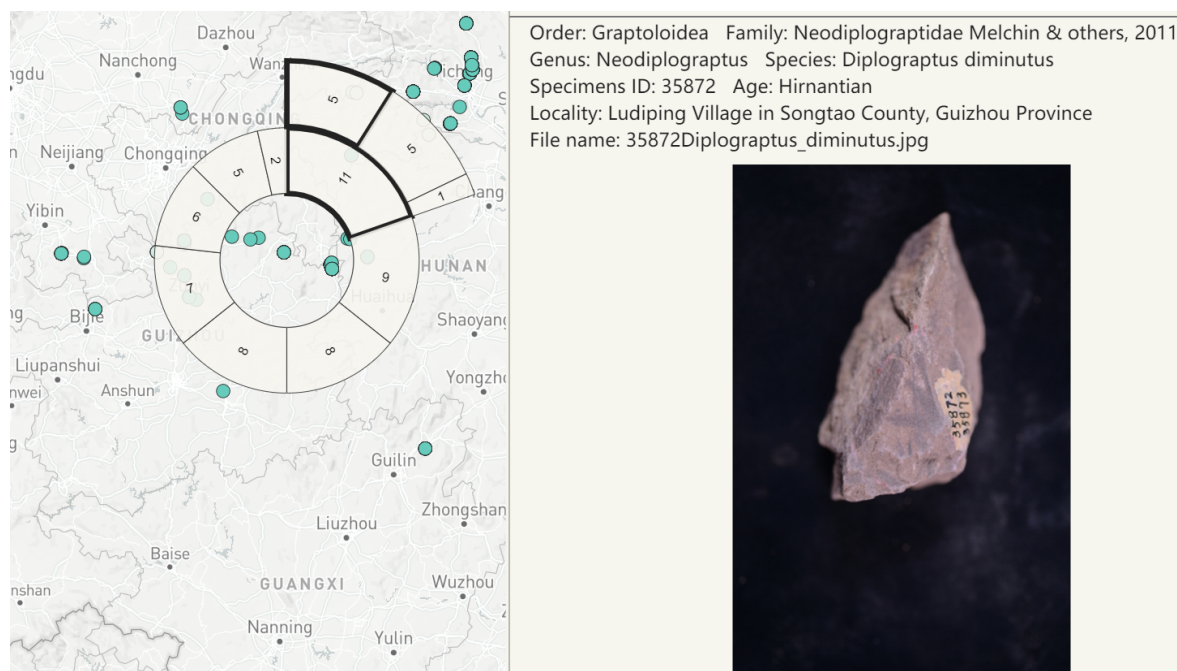 Order: Graptoloidea Family: Neodiplograptidae Melchin & others, 2011
Genus: Neodiplograptus Species: Diplograptus diminutus
Specimens ID: 35872 Age: Hirnantian
Locality: Ludiping Village in Songtao County, Guizhou Province
File name: 35872Diplograptus_diminutus.jpg
35872
35873
Dazhou
Nanchong
CHONGQING
Neijiang
Chongqing
Yibin
Bijie
Liupanshui
Anshun
HUNAN
Huaihua
Shaoyang
Guilin
Liuzhou
Zhongshan
Baise
GUANGXI
Wuzhou
Nanning
Yulin
5
5
1
11
2
5
6
7
8
8
9